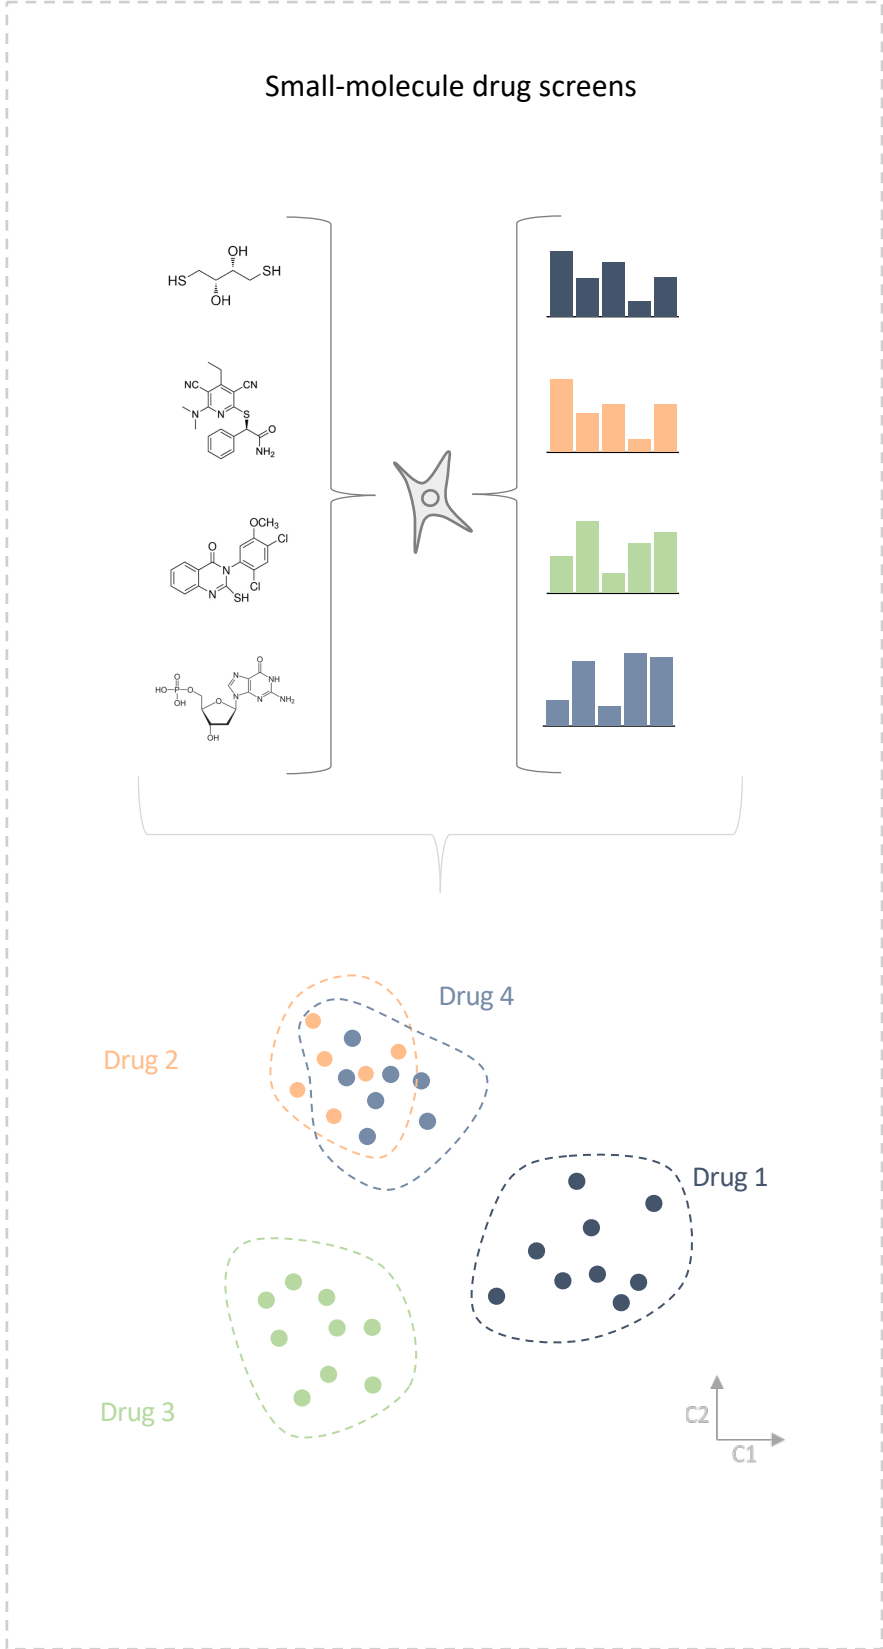 Small-molecule drug screens
OH
HS
SH
OH
NC
CN
N
N
S
O
NH2
OCH3
O
Cl
N
Cl
N
SH
O
O
N
NH
HO
P
O
OH
O
N
N
NH2
OH
Drug 4
Drug 2
Drug 1
Drug 3
C2
C1